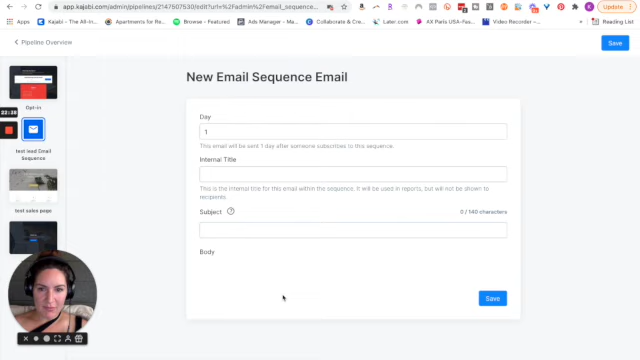 app.kajabi.com/admin/pipelines/2147507530/edit?url=%2Fadmin%2Femail_sequence...
Update
Apps
Kajabi - The All-in...
Apartments for Re...
Browse - Featured
Ads Manager - Ma...
Collaborate & Crea...
Later.com
AX Paris USA-Fas...
Video Recorder –...
Reading List
Pipeline Overview
Save
New Email Sequence Email
Opt-in
test lead Email
Sequence
test sales page
Day
1
This email will be sent 1 day after someone subscribes to this sequence.
Internal Title
This is the internal title for this email within the sequence. It will be used in reports, but will not be shown to
recipients.
Subject
0 / 140 characters
Body
Save